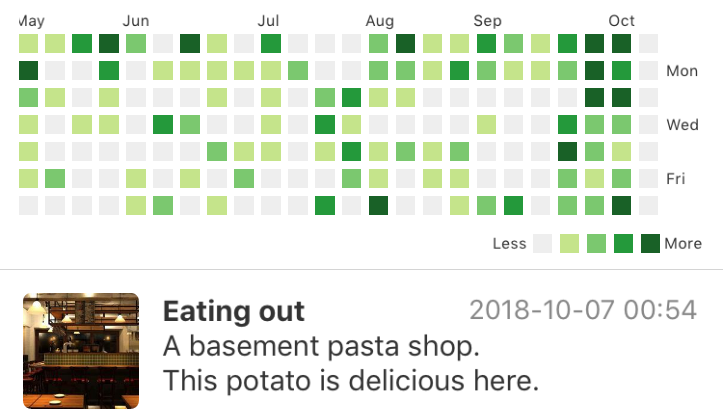 May Jun Jul Aug Sep Oct
Mon
Wed
Fri
Less More
Eating out 2018-10-07 00:54
A basement pasta shop.
This potato is delicious here.